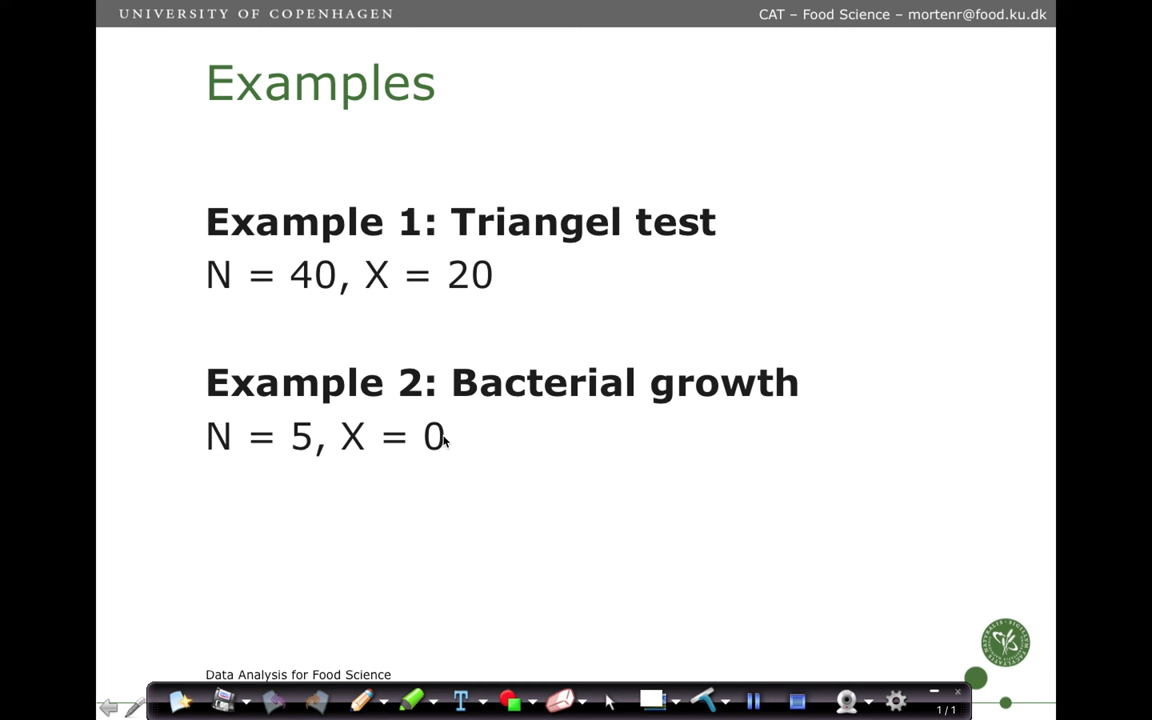 UNIVERSITY OF COPENHAGEN
CAT – Food Science – mortenr@food.ku.dk
Examples
Example 1: Triangel test
N = 40, X = 20
Example 2: Bacterial growth
N = 5, X = 0
Data Analysis for Food Science
T
1/1